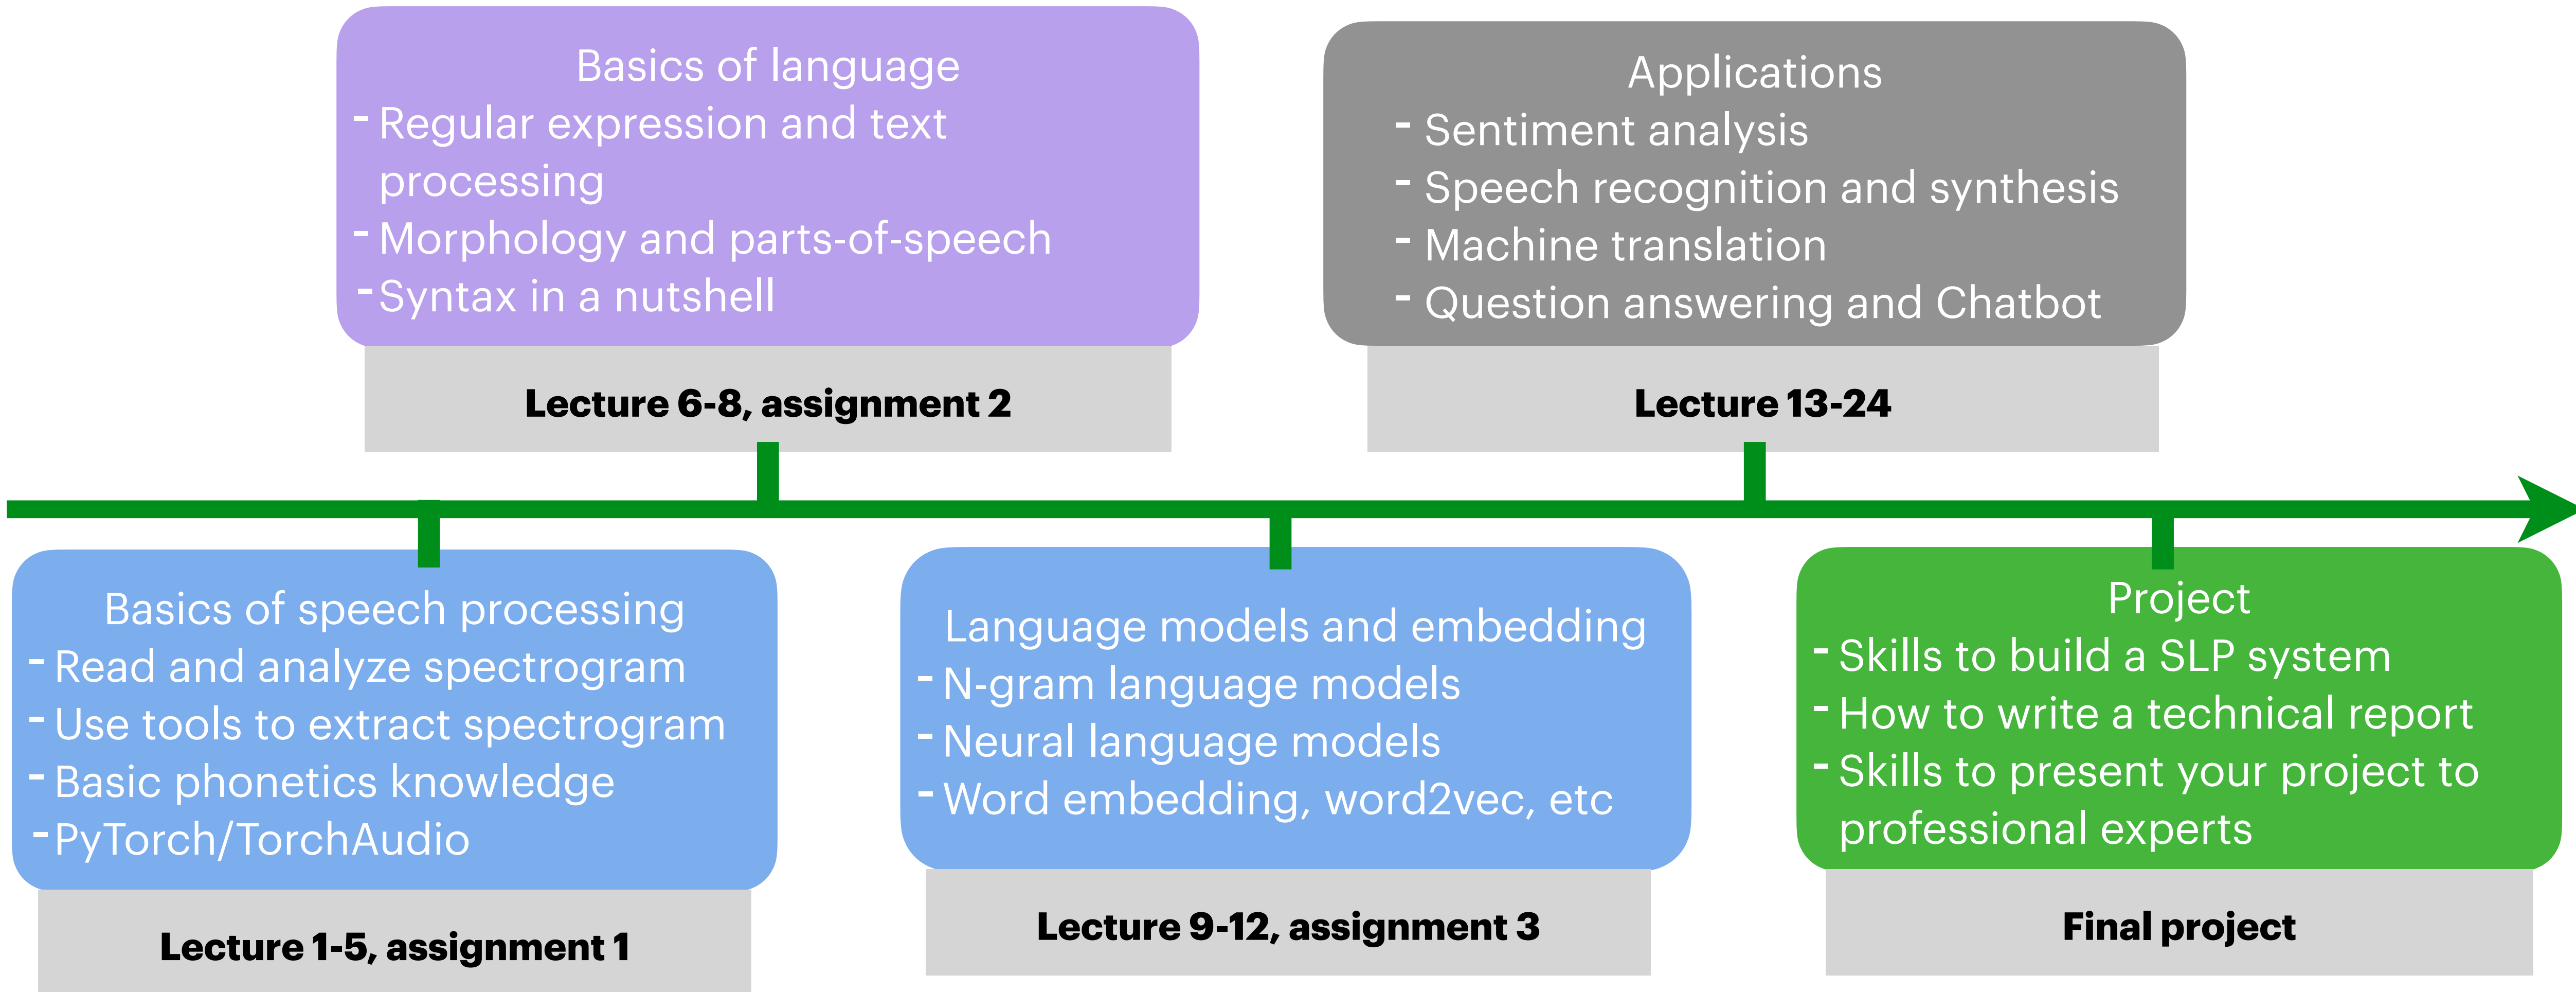 Basics of language
- Regular expression and text
processing
- Morphology and parts-of-speech
- Syntax in a nutshell
Lecture 6-8, assignment 2
Applications
- Sentiment analysis
- Speech recognition and synthesis
- Machine translation
- Question answering and Chatbot
Lecture 13-24
Basics of speech processing
- Read and analyze spectrogram
- Use tools to extract spectrogram
- Basic phonetics knowledge
- PyTorch/TorchAudio
Lecture 1-5, assignment 1
Language models and embedding
- N-gram language models
- Neural language models
- Word embedding, word2vec, etc
Lecture 9-12, assignment 3
Project
- Skills to build a SLP system
- How to write a technical report
- Skills to present your project to
professional experts
Final project